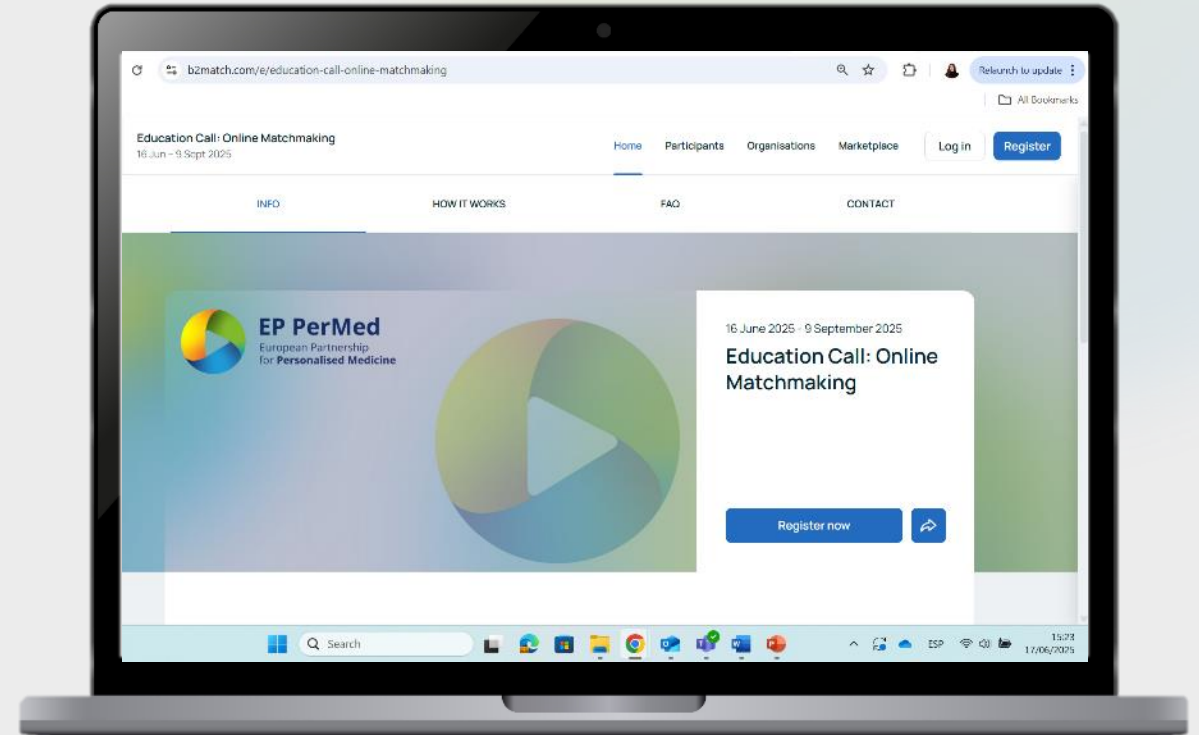 b2match.com/e/education-call-online-matchmaking
Relaunch to update
All Bookmarks
Education Call: Online Matchmaking
16 Jun - 9 Sept 2025
Home Participants Organisations Marketplace Log in Register
INFO HOW IT WORKS FAQ CONTACT
EP PerMed
European Partnership
for Personalised Medicine
16 June 2025 - 9 September 2025
Education Call: Online
Matchmaking
Register now
Search
ESP
15:23
17/06/2025